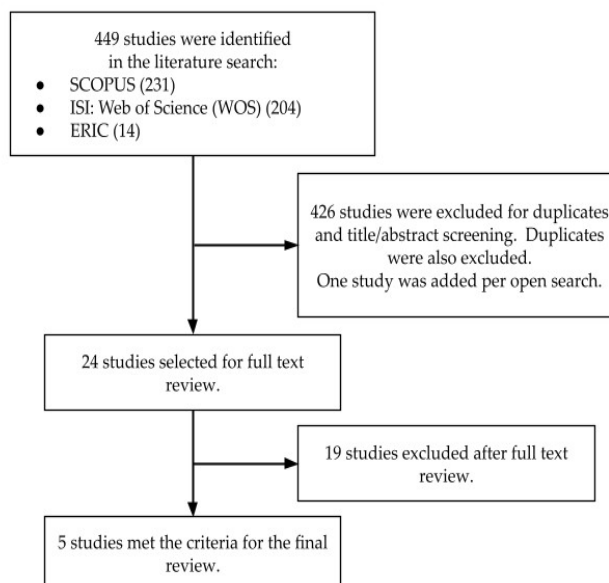 449 studies were identified
in the literature search:
• SCOPUS (231)
• ISI: Web of Science (WOS) (204)
• ERIC (14)
426 studies were excluded for duplicates
and title/abstract screening. Duplicates
were also excluded.
One study was added per open search.
24 studies selected for full text
review.
19 studies excluded after full text
review.
5 studies met the criteria for the final
review.